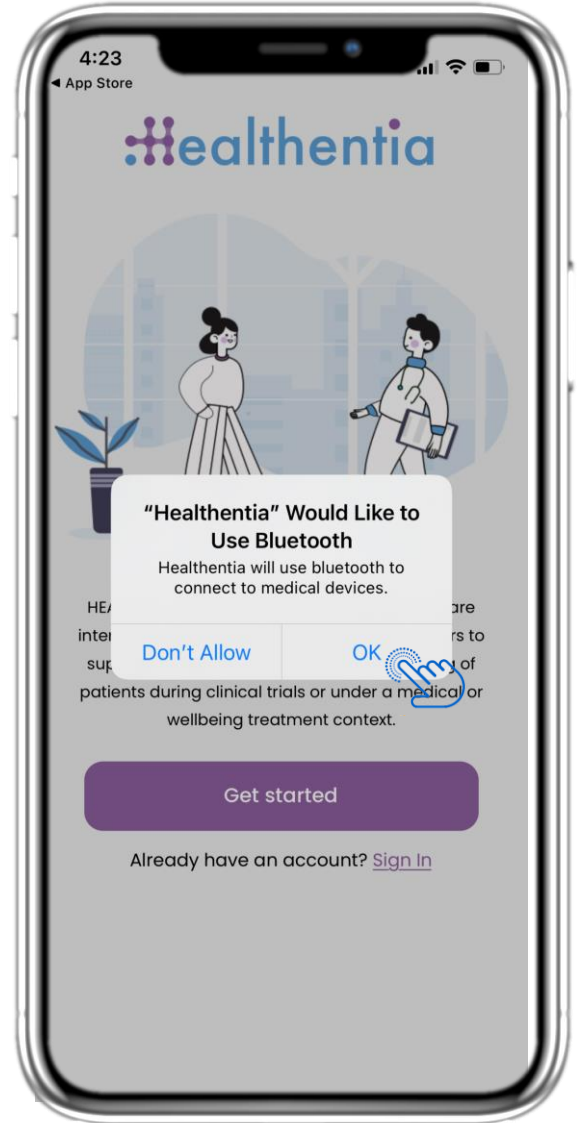 4:23
◀ App Store
Healthentia
“Healthentia” Would Like to
Use Bluetooth
Healthentia will use bluetooth to
connect to medical devices.
Don't Allow
OK
patients during clinical trials or under a medical or
wellbeing treatment context.
Get started
Already have an account? Sign In